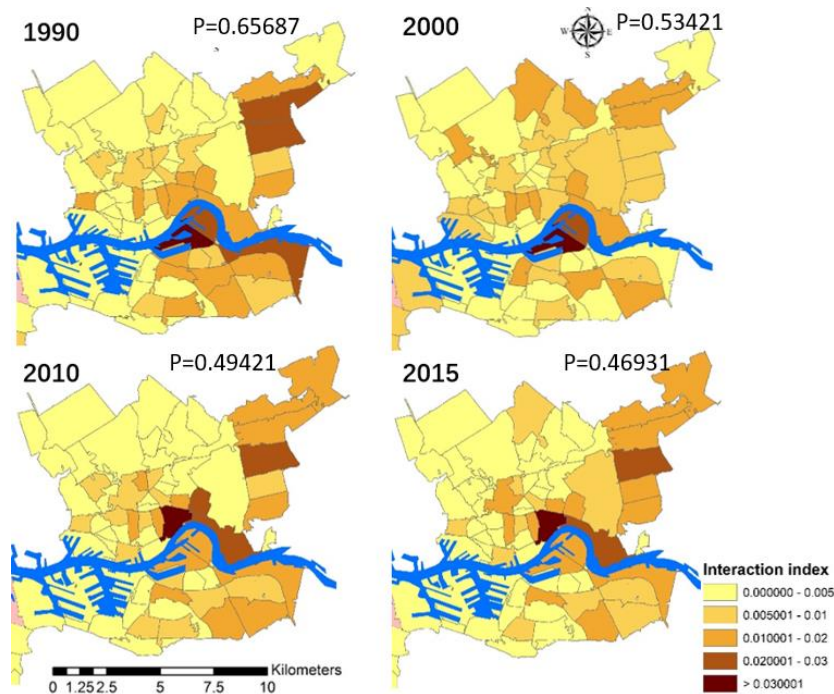 1990
P=0.65687
2000
P=0.53421
N
W
E
S
2010
P=0.49421
2015
P=0.46931
Interaction index
0.000000 - 0.005
0.005001 - 0.01
0.010001 - 0.02
0.020001 - 0.03
> 0.030001
Kilometers
0 1.252.5 5 7.5 10